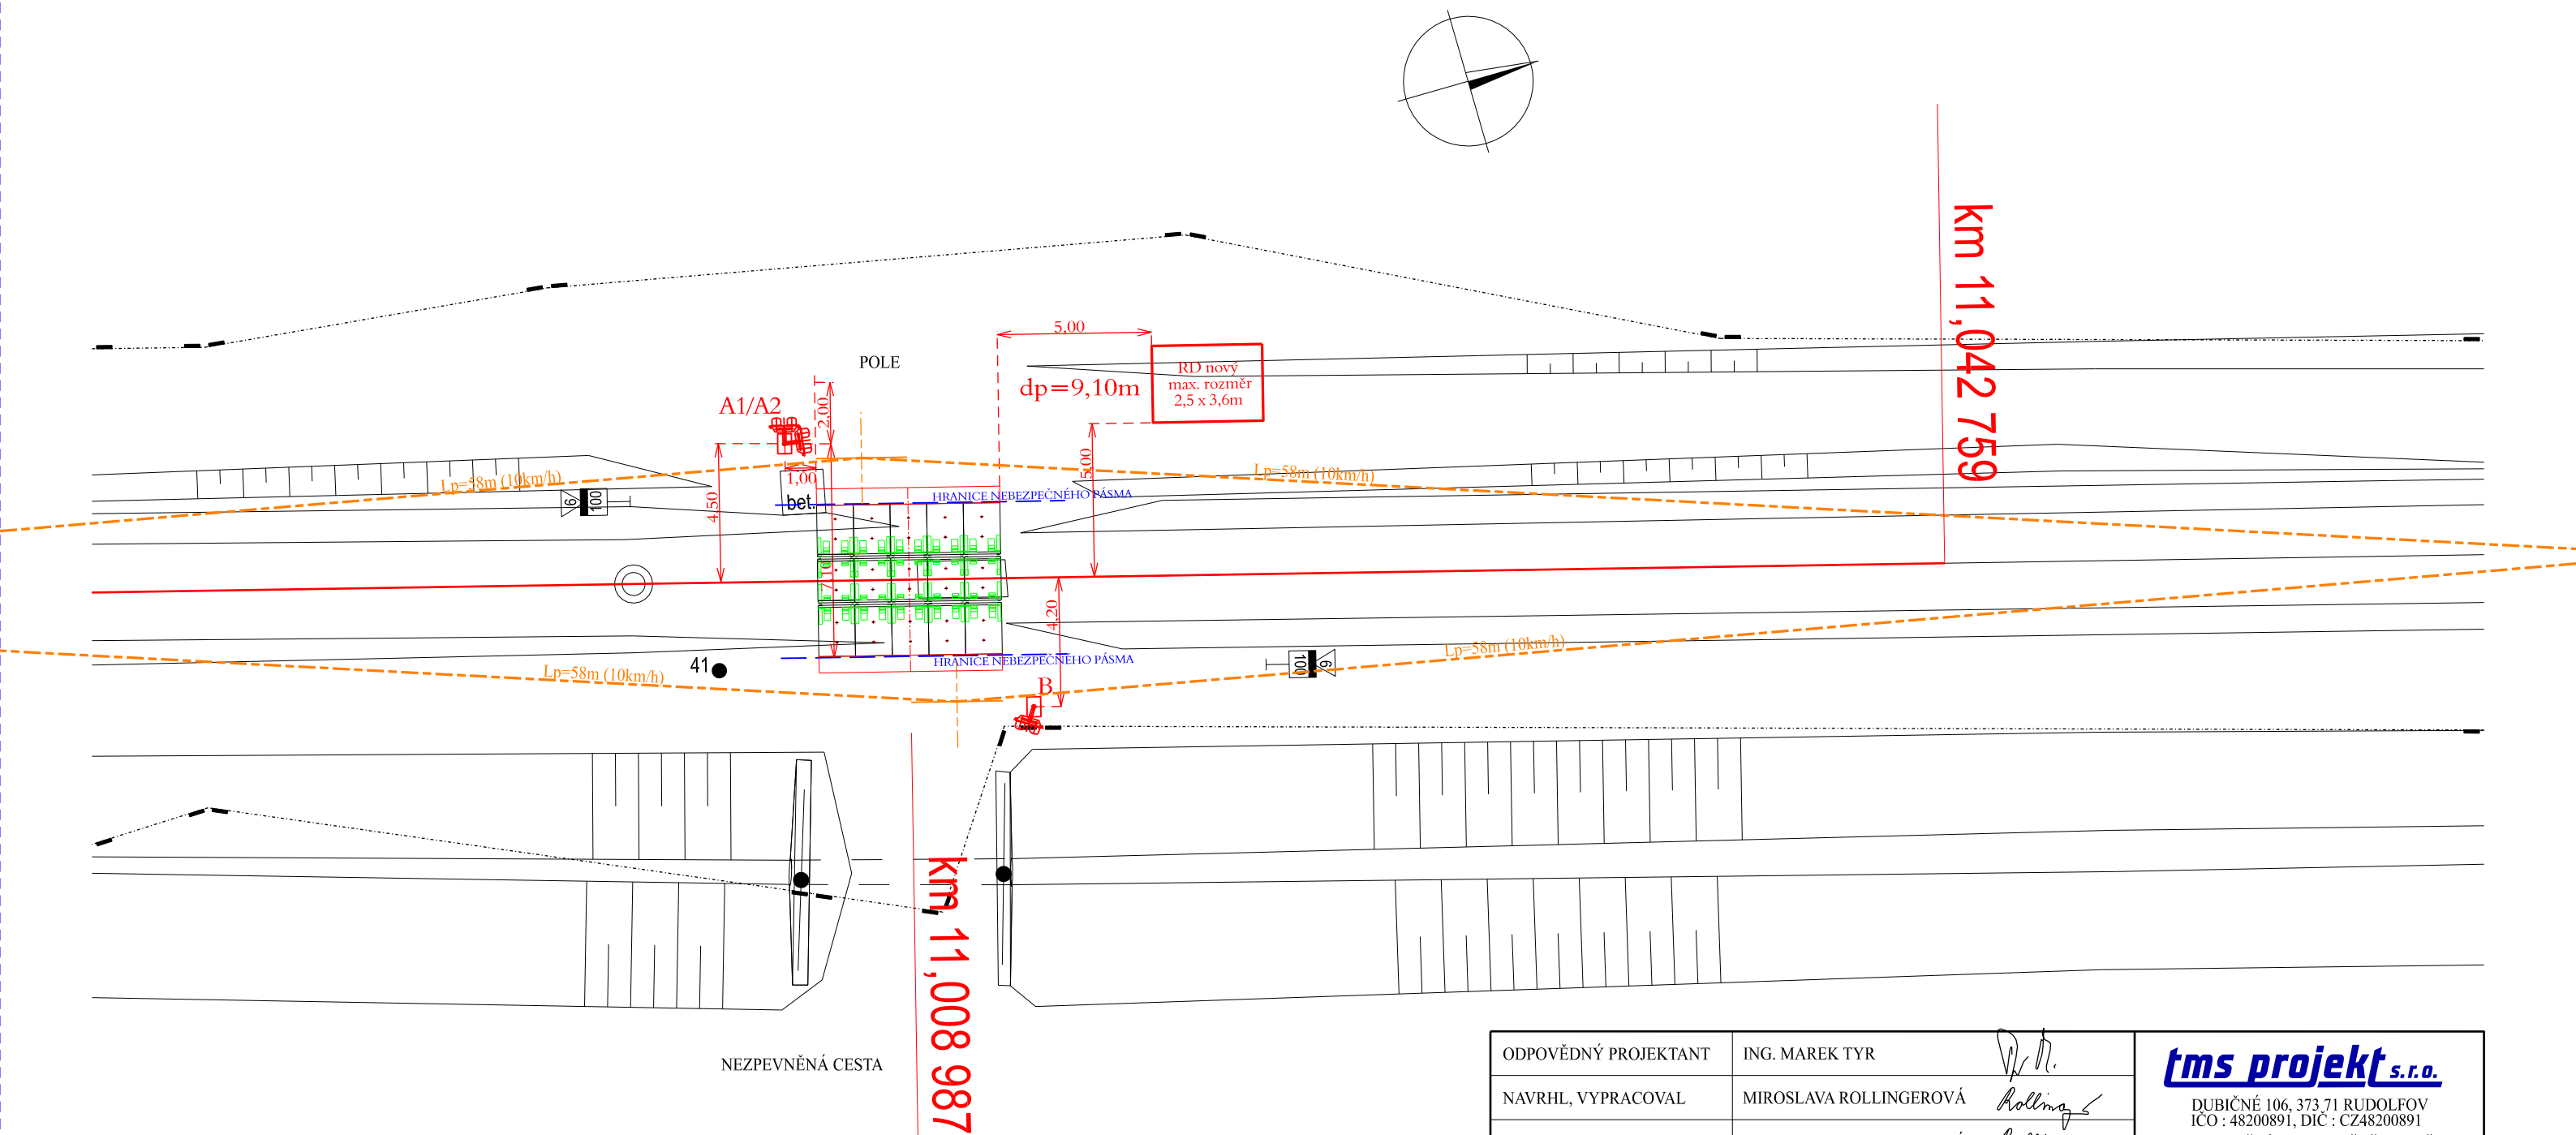 km 11,042 759
5,00
POLE
RD nový
max. rozměr
2,5 x 3,6m
dp=9,10m
A1/A2
2,00
4,50
1,00
5,00
Lp=58m (10km/h)
Lp=58m (10km/h)
HRANICE NEBEZPEČNÉHO PÁSMA
bet.
6
100
4,20
HRANICE NEBEZPEČNÉHO PÁSMA
41
Lp=58m (10km/h)
Lp=58m (10km/h)
100
6
B
km 11,008 987
NEZPEVNĚNÁ CESTA
ODPOVĚDNÝ PROJEKTANT
ING. MAREK TYR
NAVRHL, VYPRACOVAL
MIROSLAVA ROLLINGEROVÁ
tms projekt s.r.o.
DUBIČNÉ 106, 373 71 RUDOLFOV
IČO : 48200891, DIČ : CZ48200891